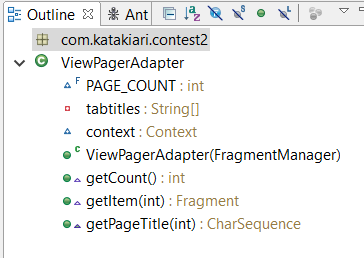 Outline Ant
com.katakiari.contest2
ViewPagerAdapter
PAGE_COUNT : int
tabtitles : String[]
context : Context
ViewPagerAdapter(FragmentManager)
getCount() : int
getItem(int) : Fragment
getPageTitle(int) : CharSequence